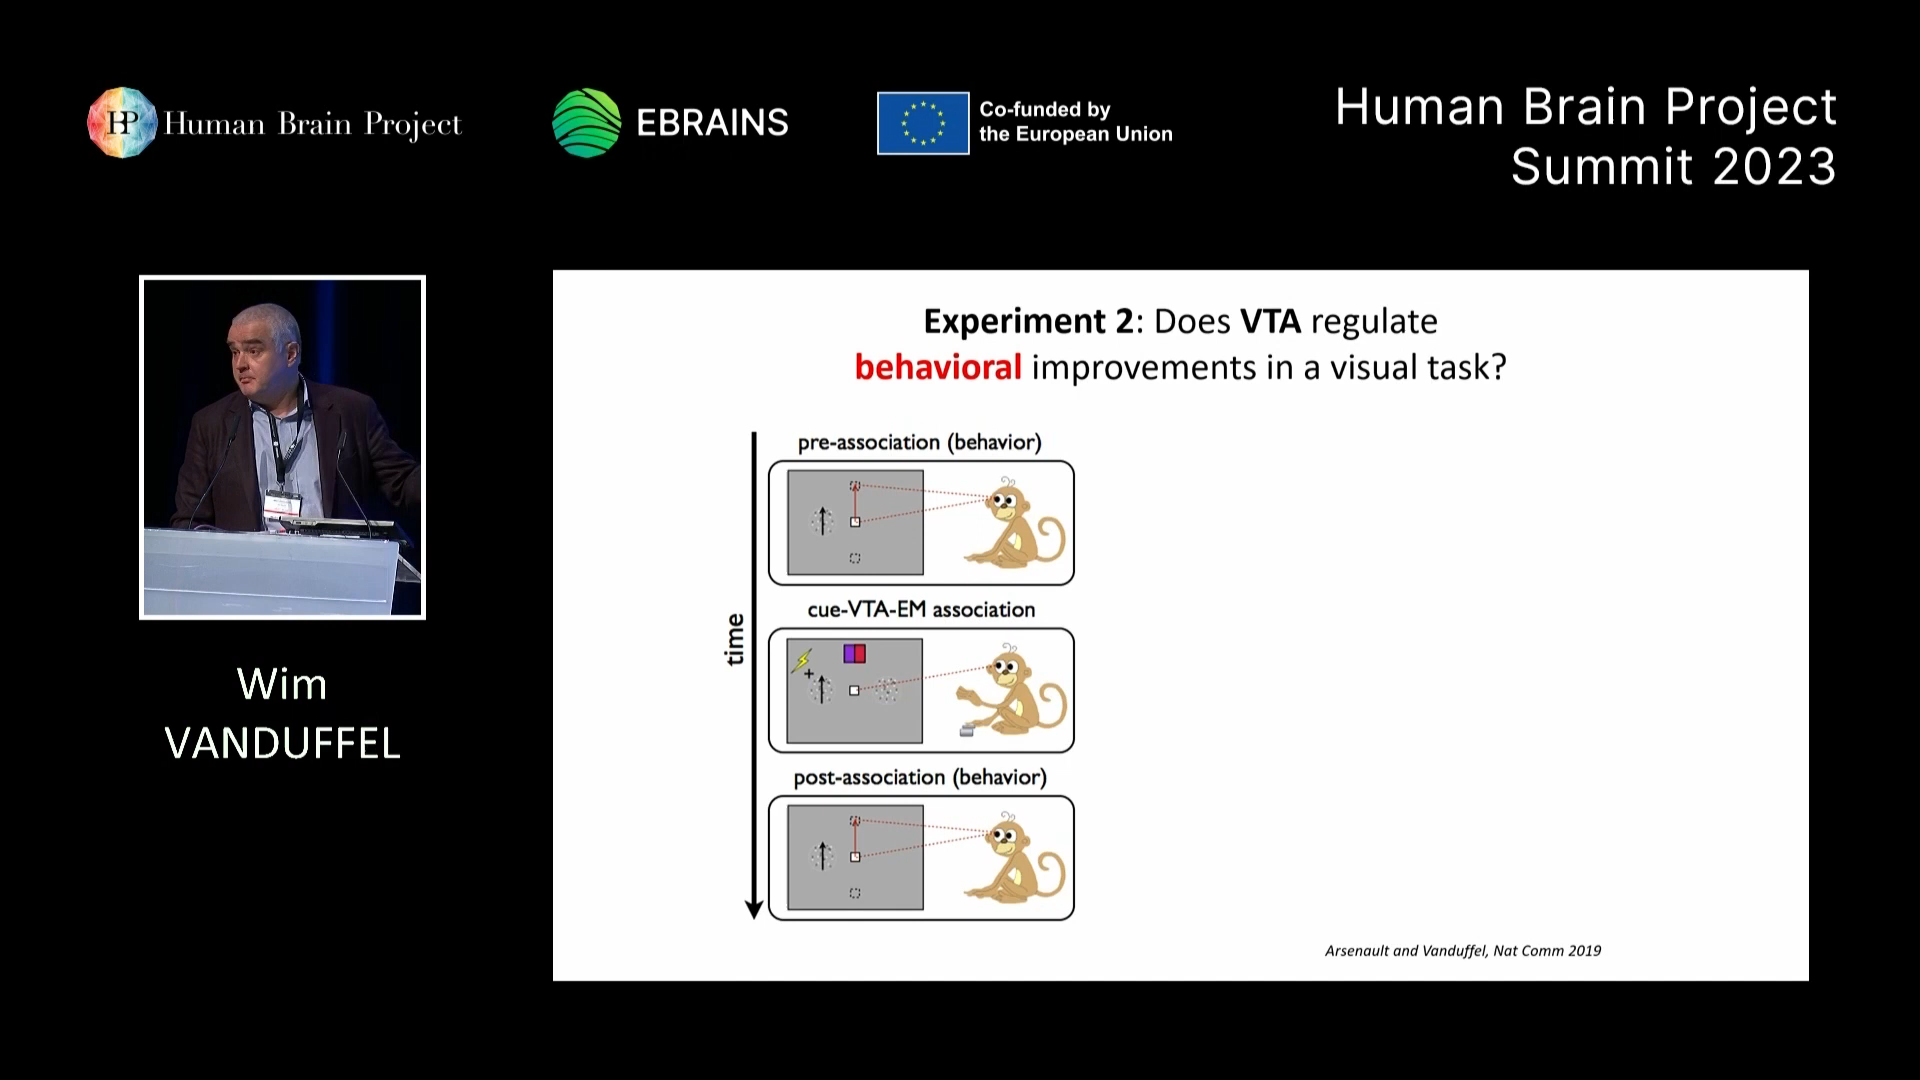 HP Human Brain Project
EBRAINS
Co-funded by
the European Union
Human Brain Project
Summit 2023
Wim
VANDUFFEL
Experiment 2: Does VTA regulate
behavioral improvements in a visual task?
time
pre-association (behavior)
cue-VTA-EM association
+
post-association (behavior)
Arsenault and Vanduffel, Nat Comm 2019